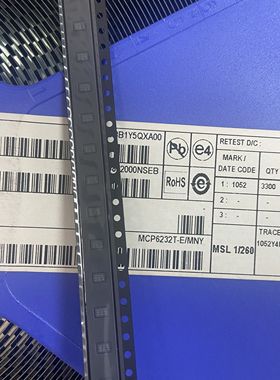 B1Y5QXA00
2000NSEB
MCP6232T-E/MNY
Pb
e4
RoHS
e
RETEST D/C :
MARK /
DATE CODE
QTY
1 : 1052
3300
2 : -
-
3 : -
-
MSL 1/260
TRACE
1052Y4